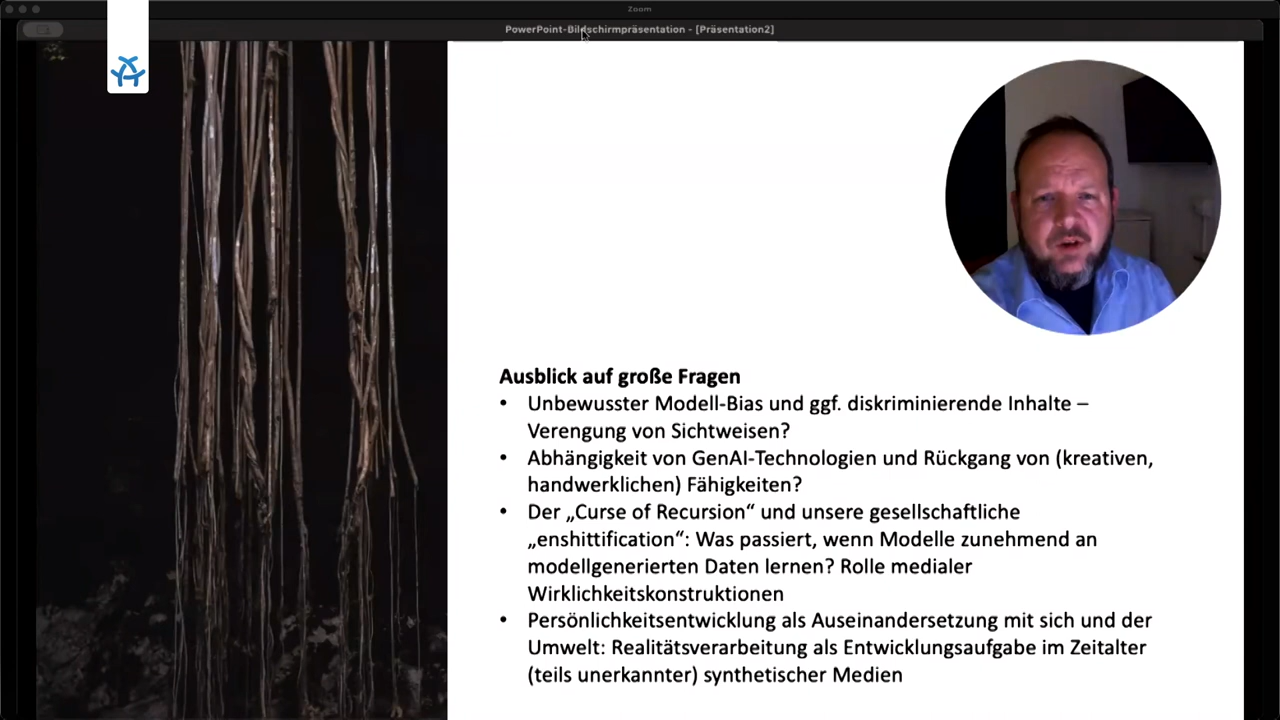 Zoom
PowerPoint-Bildschirmpräsentation - [Präsentation2]
Ausblick auf große Fragen
• Unbewusster Modell-Bias und ggf. diskriminierende Inhalte –
Verengung von Sichtweisen?
• Abhängigkeit von GenAI-Technologien und Rückgang von (kreativen,
handwerklichen) Fähigkeiten?
• Der „Curse of Recursion“ und unsere gesellschaftliche
„enshittification“: Was passiert, wenn Modelle zunehmend an
modellgenerierten Daten lernen? Rolle medialer
Wirklichkeitskonstruktionen
• Persönlichkeitsentwicklung als Auseinandersetzung mit sich und der
Umwelt: Realitätsverarbeitung als Entwicklungsaufgabe im Zeitalter
(teils unerkannter) synthetischer Medien